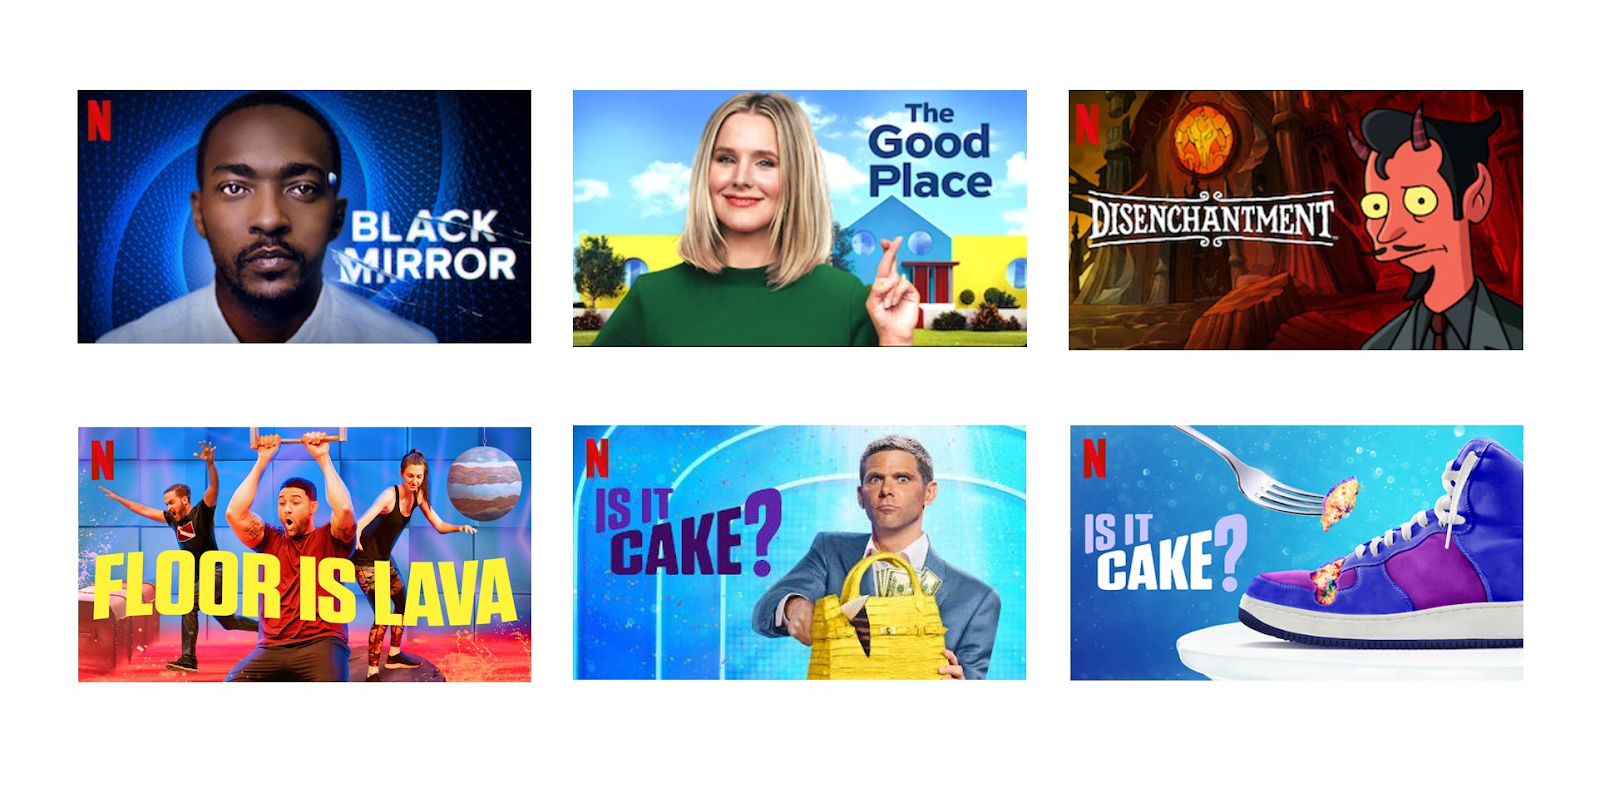 N
BLACK
MIRROR
The
Good
Place
N
DISENCHANTMENT
N
FLOOR IS LAVA
N
IS IT
CAKE?
N
IS IT
CAKE?